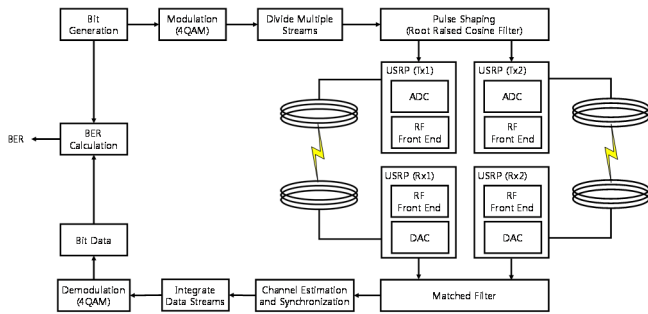 Bit
Generation
Modulation
(4QAM)
Divide Multiple
Streams
Pulse Shaping
(Root Raised Cosine Filter)
USRP (Tx1)
ADC
RF
Front End
USRP (Tx2)
ADC
RF
Front End
BER
BER
Calculation
USRP (Rx1)
RF
Front End
DAC
USRP (Rx2)
RF
Front End
DAC
Bit Data
Demodulation
(4QAM)
Integrate
Data Streams
Channel Estimation
and Synchronization
Matched Filter